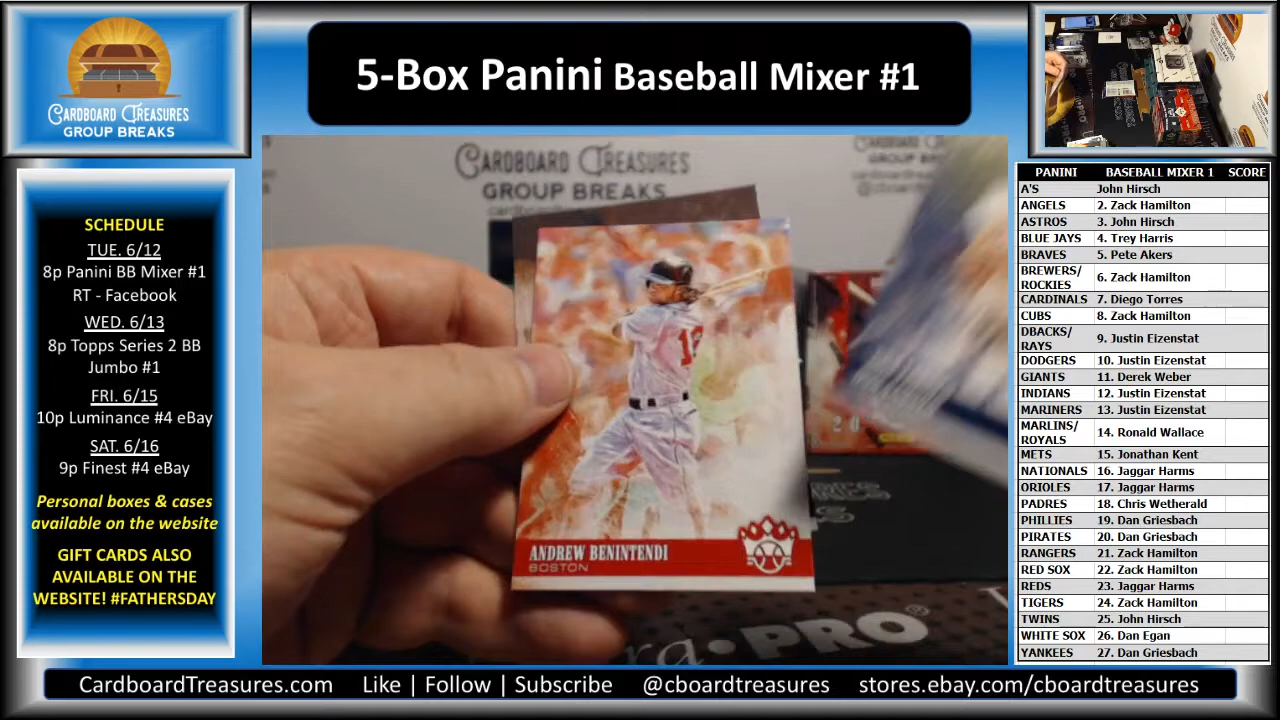 CARDBOARD TREASURES
GROUP BREAKS
5-Box Panini Baseball Mixer #1
SCHEDULE
TUE. 6/12
8p Panini BB Mixer #1
RT - Facebook
WED. 6/13
8p Topps Series 2 BB
Jumbo #1
FRI. 6/15
10p Luminance #4 eBay
SAT. 6/16
9p Finest #4 eBay
Personal boxes & cases
available on the website
GIFT CARDS ALSO
AVAILABLE ON THE
WEBSITE! #FATHERSDAY
CARDBOARD TREASURES
GROUP BREAKS
ANDREW BENINTENDI
BOSTON
PRO
PANINI BASEBALL MIXER 1 SCORE
A'S John Hirsch
ANGELS 2. Zack Hamilton
ASTROS 3. John Hirsch
BLUE JAYS 4. Trey Harris
BRAVES 5. Pete Akers
BREWERS/
ROCKIES 6. Zack Hamilton
CARDINALS 7. Diego Torres
CUBS 8. Zack Hamilton
DBACKS/
RAYS 9. Justin Eizenstat
DODGERS 10. Justin Eizenstat
GIANTS 11. Derek Weber
INDIANS 12. Justin Eizenstat
MARINERS 13. Justin Eizenstat
MARLINS/
ROYALS 14. Ronald Wallace
METS 15. Jonathan Kent
NATIONALS 16. Jaggar Harms
ORIOLES 17. Jaggar Harms
PADRES 18. Chris Wetherald
PHILLIES 19. Dan Griesbach
PIRATES 20. Dan Griesbach
RANGERS 21. Zack Hamilton
RED SOX 22. Zack Hamilton
REDS 23. Jaggar Harms
TIGERS 24. Zack Hamilton
TWINS 25. John Hirsch
WHITE SOX 26. Dan Egan
YANKEES 27. Dan Griesbach
CardboardTreasures.com Like | Follow | Subscribe @cboardtreasures stores.ebay.com/cboardtreasures